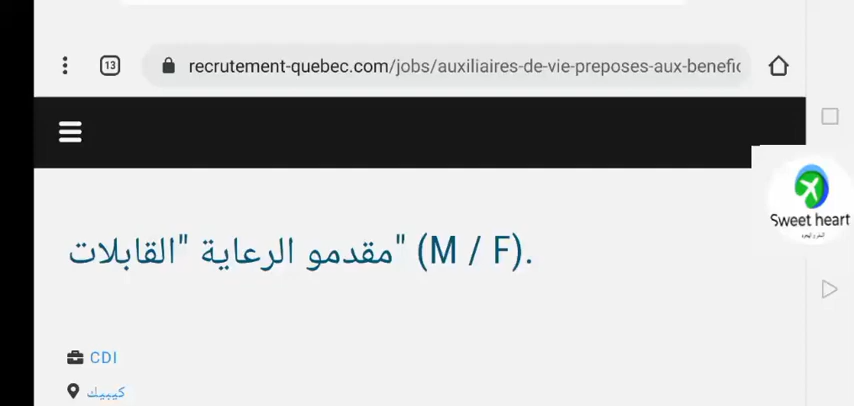 13
recrutement-quebec.com/jobs/auxiliaires-de-vie-preposes-aux-benefic
Sweet heart
مقدمو الرعاية "القابلات" (M / F).
CDI
كيبيك